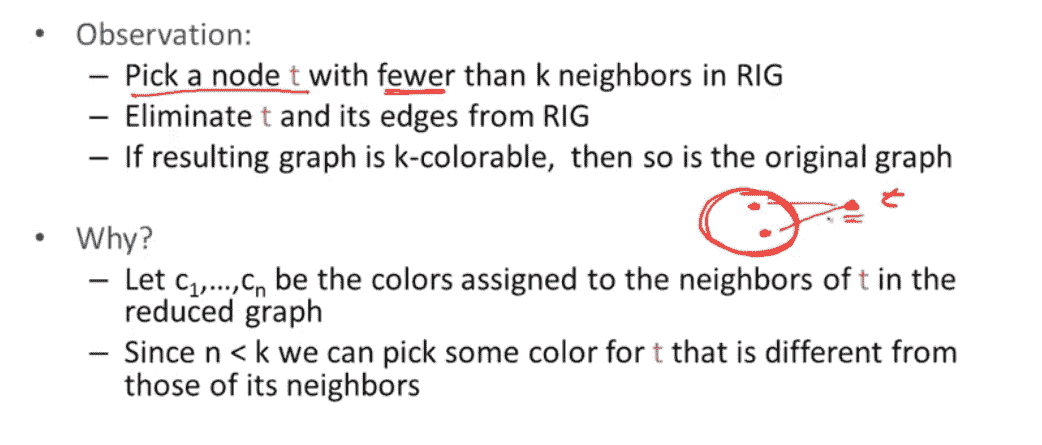 • Observation:
– Pick a node t with fewer than k neighbors in RIG
– Eliminate t and its edges from RIG
– If resulting graph is k-colorable, then so is the original graph
t
• Why?
– Let c₁,...,cₙ be the colors assigned to the neighbors of t in the
reduced graph
– Since n < k we can pick some color for t that is different from
those of its neighbors